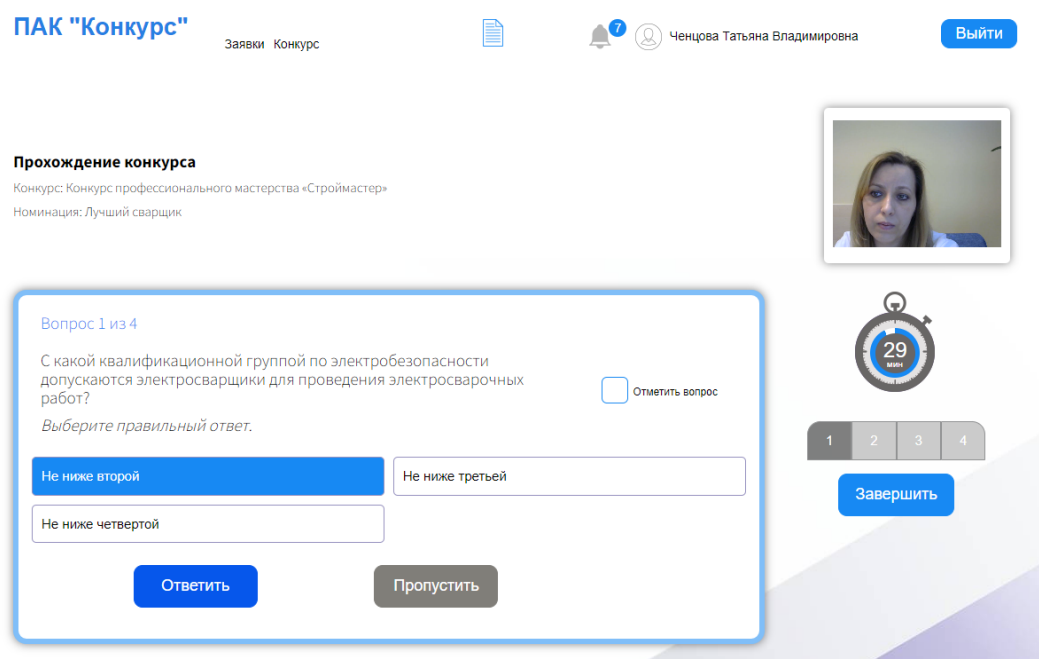 ПАК "Конкурс"
Заявки Конкурс
7
Ченцова Татьяна Владимировна
Выйти
Прохождение конкурса
Конкурс: Конкурс профессионального мастерства «Строймастер»
Номинация: Лучший сварщик
Вопрос 1 из 4
С какой квалификационной группой по электробезопасности
допускаются электросварщики для проведения электросварочных
работ?
Отметить вопрос
Выберите правильный ответ.
Не ниже второй
Не ниже третьей
Не ниже четвертой
Ответить
Пропустить
29
мин
1 2 3 4
Завершить